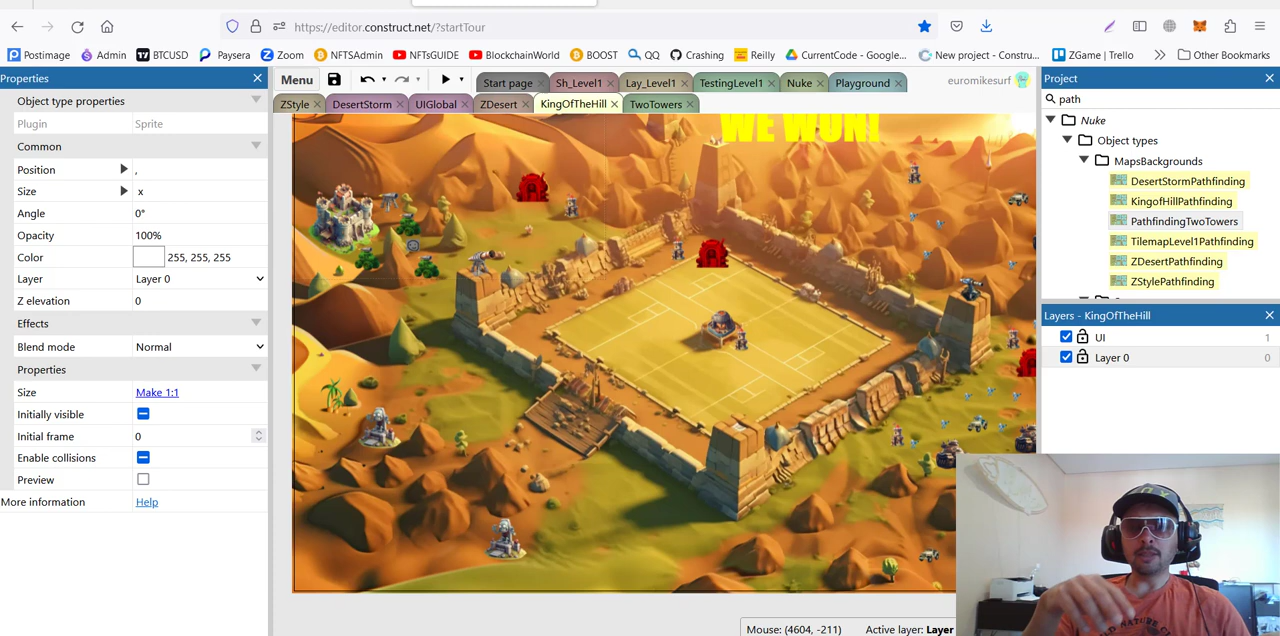 https://editor.construct.net/?startTour
Postimage
Admin
BTCUSD
Paysera
Zoom
NFTSAdmin
NFTsGUIDE
BlockchainWorld
BOOST
QQ
Crashing
Reilly
CurrentCode - Google...
New project - Constru...
ZGame | Trello
Other Bookmarks
Properties
Menu
Start page
Sh_Level1
Lay_Level1
TestingLevel1
Nuke
Playground
euromikesurf
ZStyle
DesertStorm
UIGlobal
ZDesert
KingOfTheHill
TwoTowers
Object type properties
Plugin Sprite
Common
Position ,
Size x
Angle 0°
Opacity 100%
Color 255, 255, 255
Layer Layer 0
Z elevation 0
Effects
Blend mode Normal
Properties
Size Make 1:1
Initially visible
Initial frame 0
Enable collisions
Preview
More information Help
WE WON!
Project
path
Nuke
Object types
MapsBackgrounds
DesertStormPathfinding
KingofHillPathfinding
PathfindingTwoTowers
TilemapLevel1Pathfinding
ZDesertPathfinding
ZStylePathfinding
Layers - KingOfTheHill
UI 1
Layer 0 0
Mouse: (4604, -211) Active layer: Layer